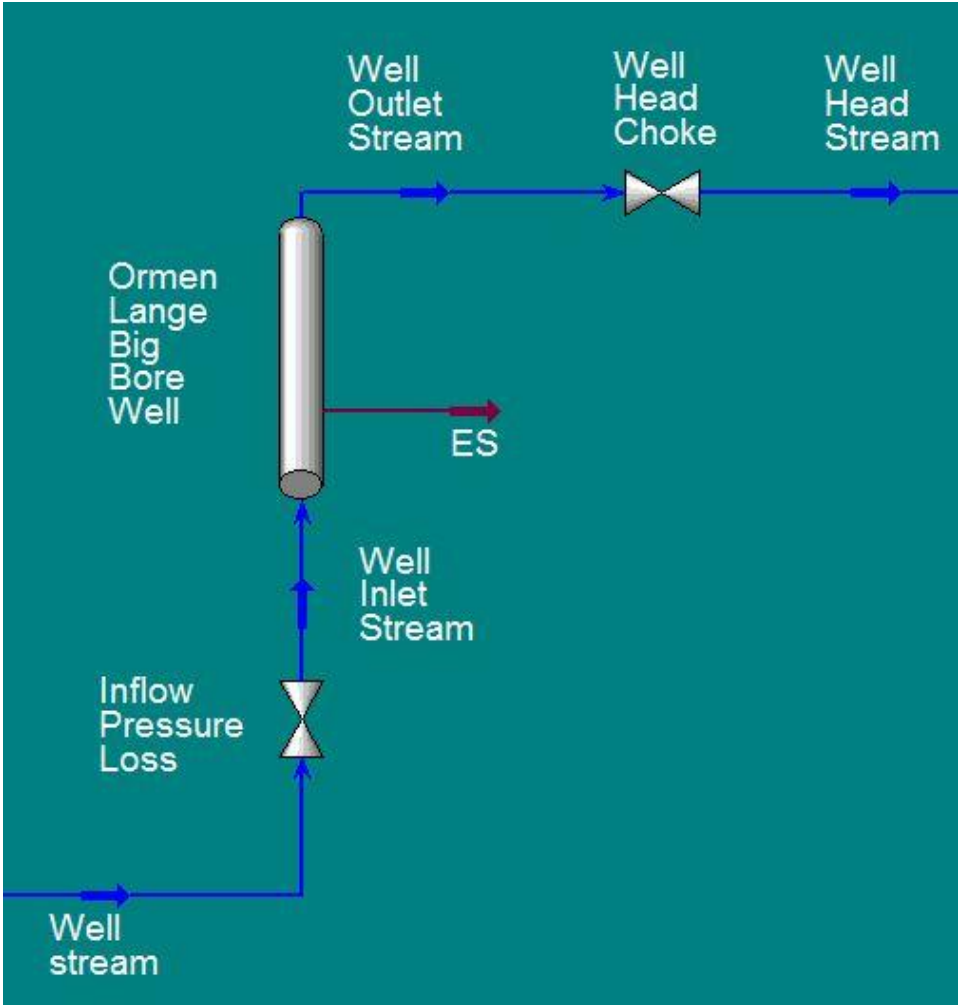 Well
Outlet
Stream
Well
Head
Choke
Well
Head
Stream
Ormen
Lange
Big
Bore
Well
ES
Well
Inlet
Stream
Inflow
Pressure
Loss
Well
stream